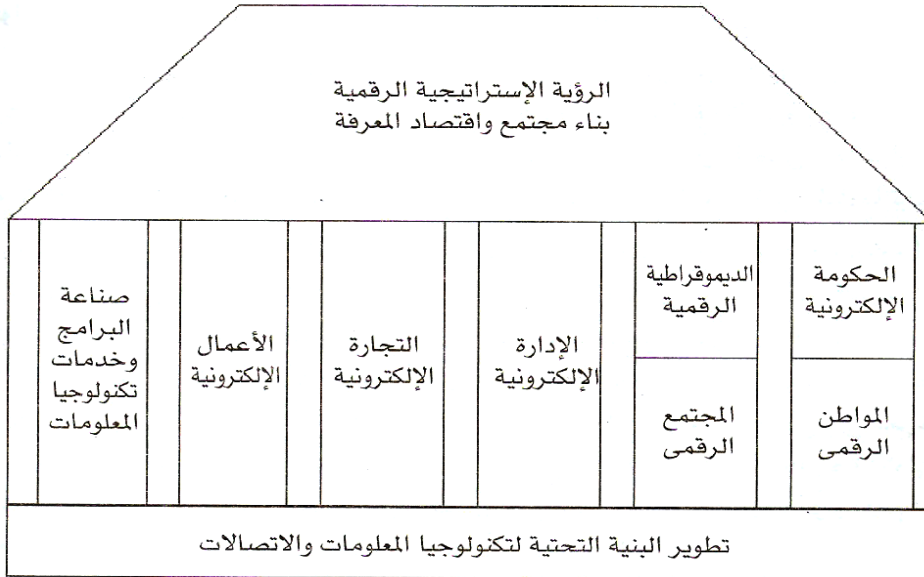 الرؤية الإستراتيجية الرقمية
بناء مجتمع واقتصاد المعرفة
الحكومة
الإلكترونية
المواطن
الرقمى
الديموقراطية
الرقمية
المجتمع
الرقمى
الإدارة
الإلكترونية
التجارة
الإلكترونية
الأعمال
الإلكترونية
صناعة
البرامج
وخدمات
تكنولوجيا
المعلومات
تطوير البنية التحتية لتكنولوجيا المعلومات والاتصالات